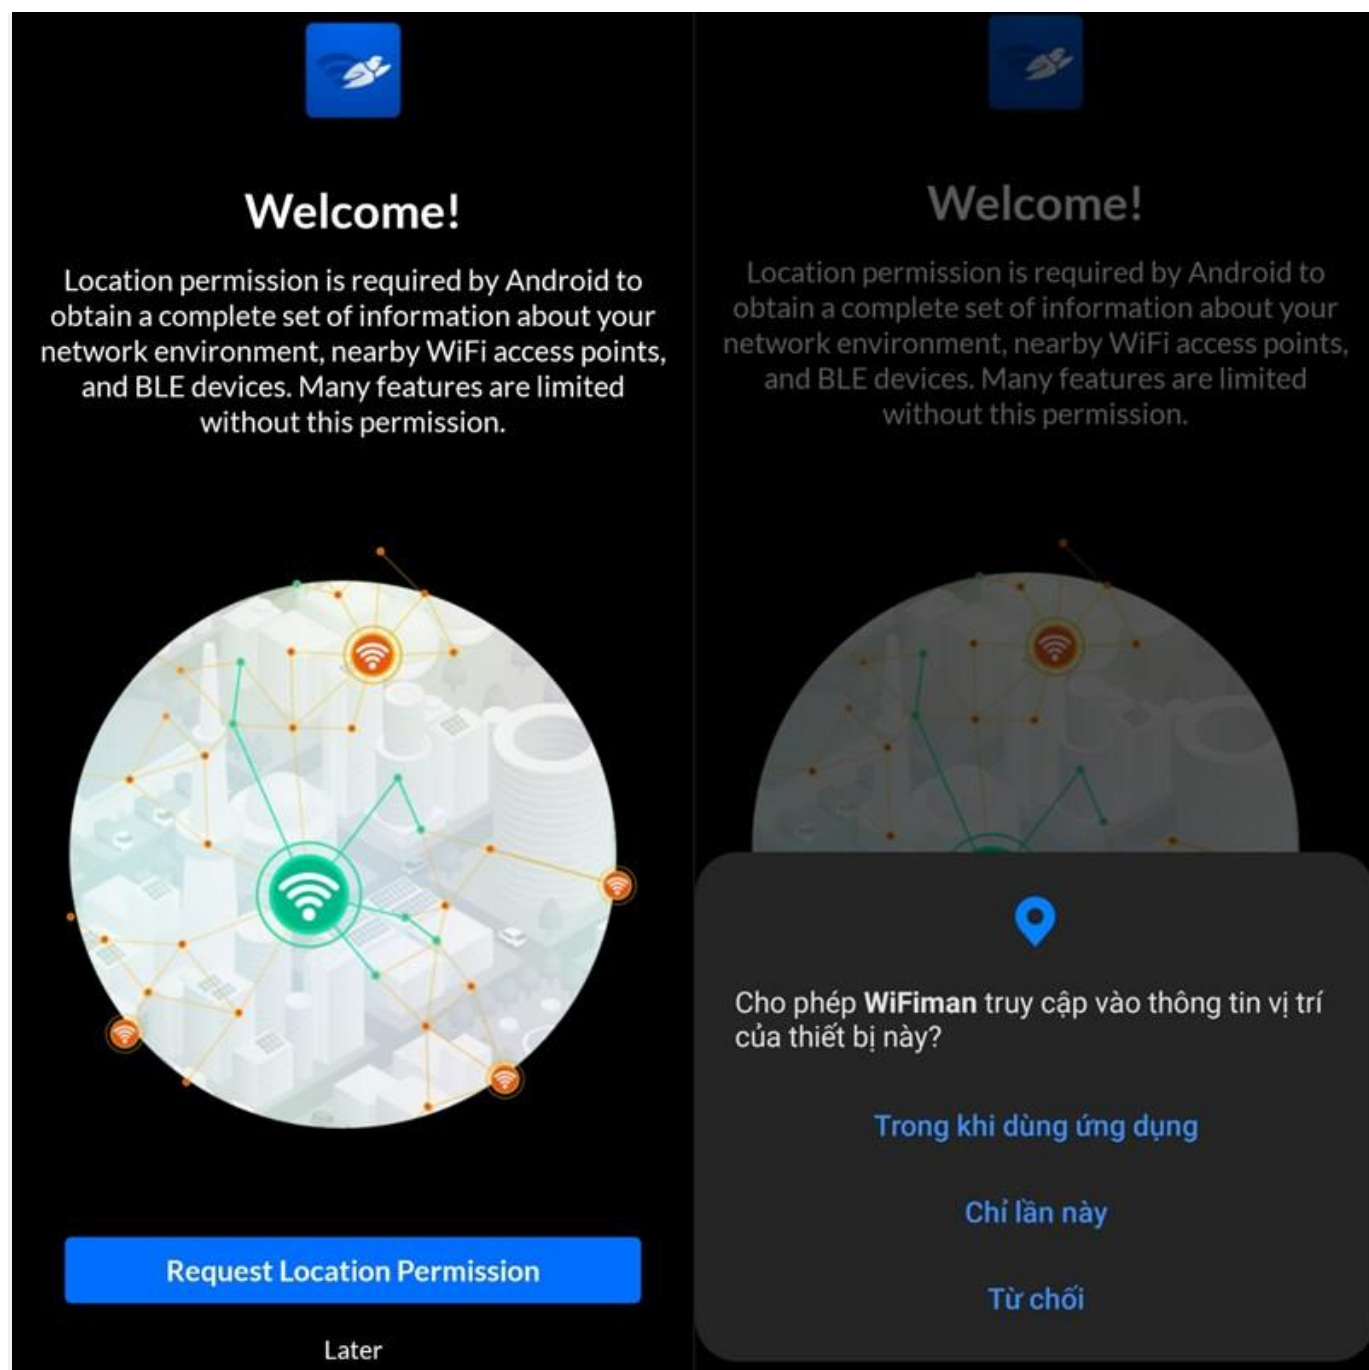 Welcome!
Location permission is required by Android to
obtain a complete set of information about your
network environment, nearby WiFi access points,
and BLE devices. Many features are limited
without this permission.
Request Location Permission
Later
Welcome!
Location permission is required by Android to
obtain a complete set of information about your
network environment, nearby WiFi access points,
and BLE devices. Many features are limited
without this permission.
Cho phép WiFiman truy cập vào thông tin vị trí
của thiết bị này?
Trong khi dùng ứng dụng
Chỉ lần này
Từ chối